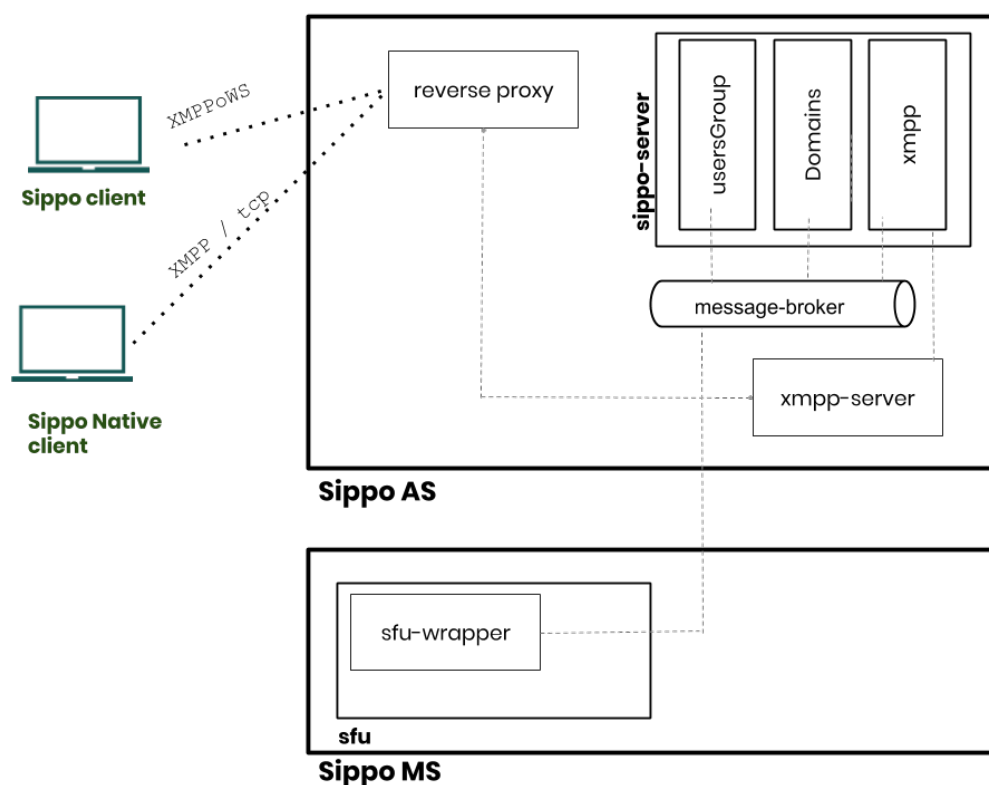 XMPPoWS
Sippo client
XMPP / tcp
Sippo Native
client
reverse proxy
sippo-server
usersGroup
Domains
xmpp
message-broker
xmpp-server
Sippo AS
sfu-wrapper
sfu
Sippo MS